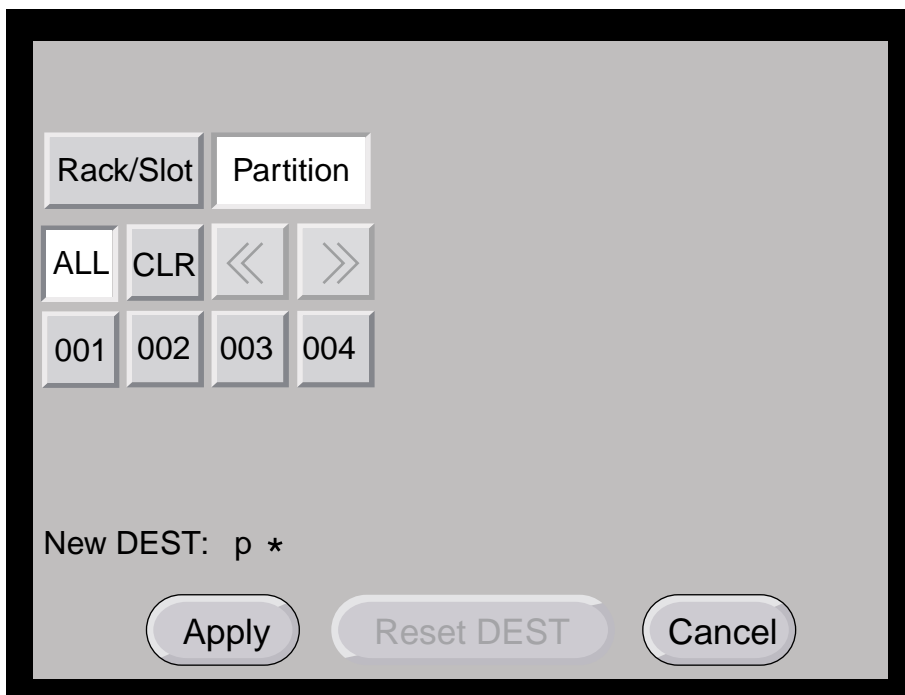 Rack/Slot Partition
ALL CLR « »
001 002 003 004
New DEST: p *
Apply Reset DEST Cancel